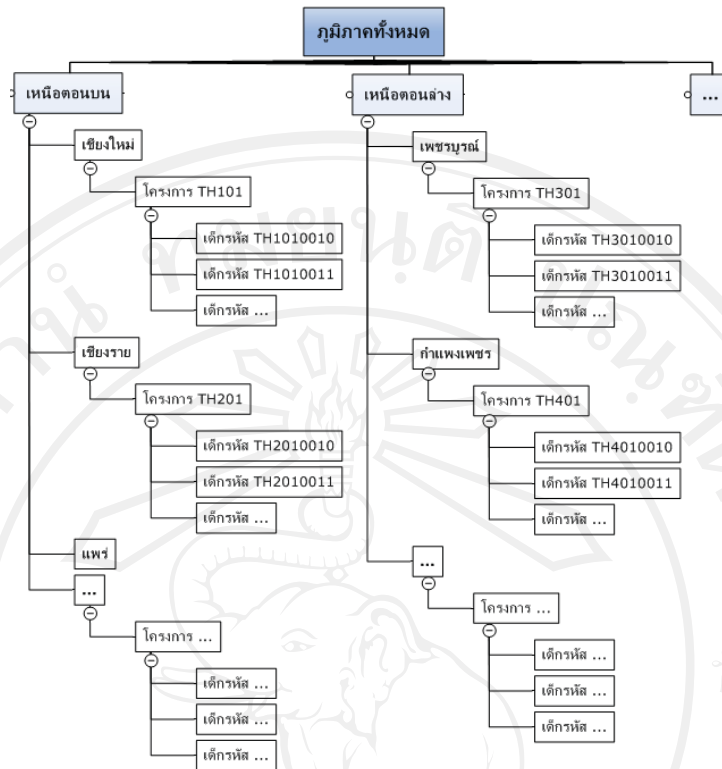 ภูมิภาคทั้งหมด
เหนือตอนบน
เชียงใหม่
โครงการ TH101
เด็กรหัส TH1010010
เด็กรหัส TH1010011
เด็กรหัส ...
เชียงราย
โครงการ TH201
เด็กรหัส TH2010010
เด็กรหัส TH2010011
เด็กรหัส ...
แพร่
...
โครงการ ...
เด็กรหัส ...
เด็กรหัส ...
เด็กรหัส ...
เหนือตอนล่าง
เพชรบูรณ์
โครงการ TH301
เด็กรหัส TH3010010
เด็กรหัส TH3010011
เด็กรหัส ...
กำแพงเพชร
โครงการ TH401
เด็กรหัส TH4010010
เด็กรหัส TH4010011
เด็กรหัส ...
...
โครงการ ...
เด็กรหัส ...
เด็กรหัส ...
เด็กรหัส ...
...